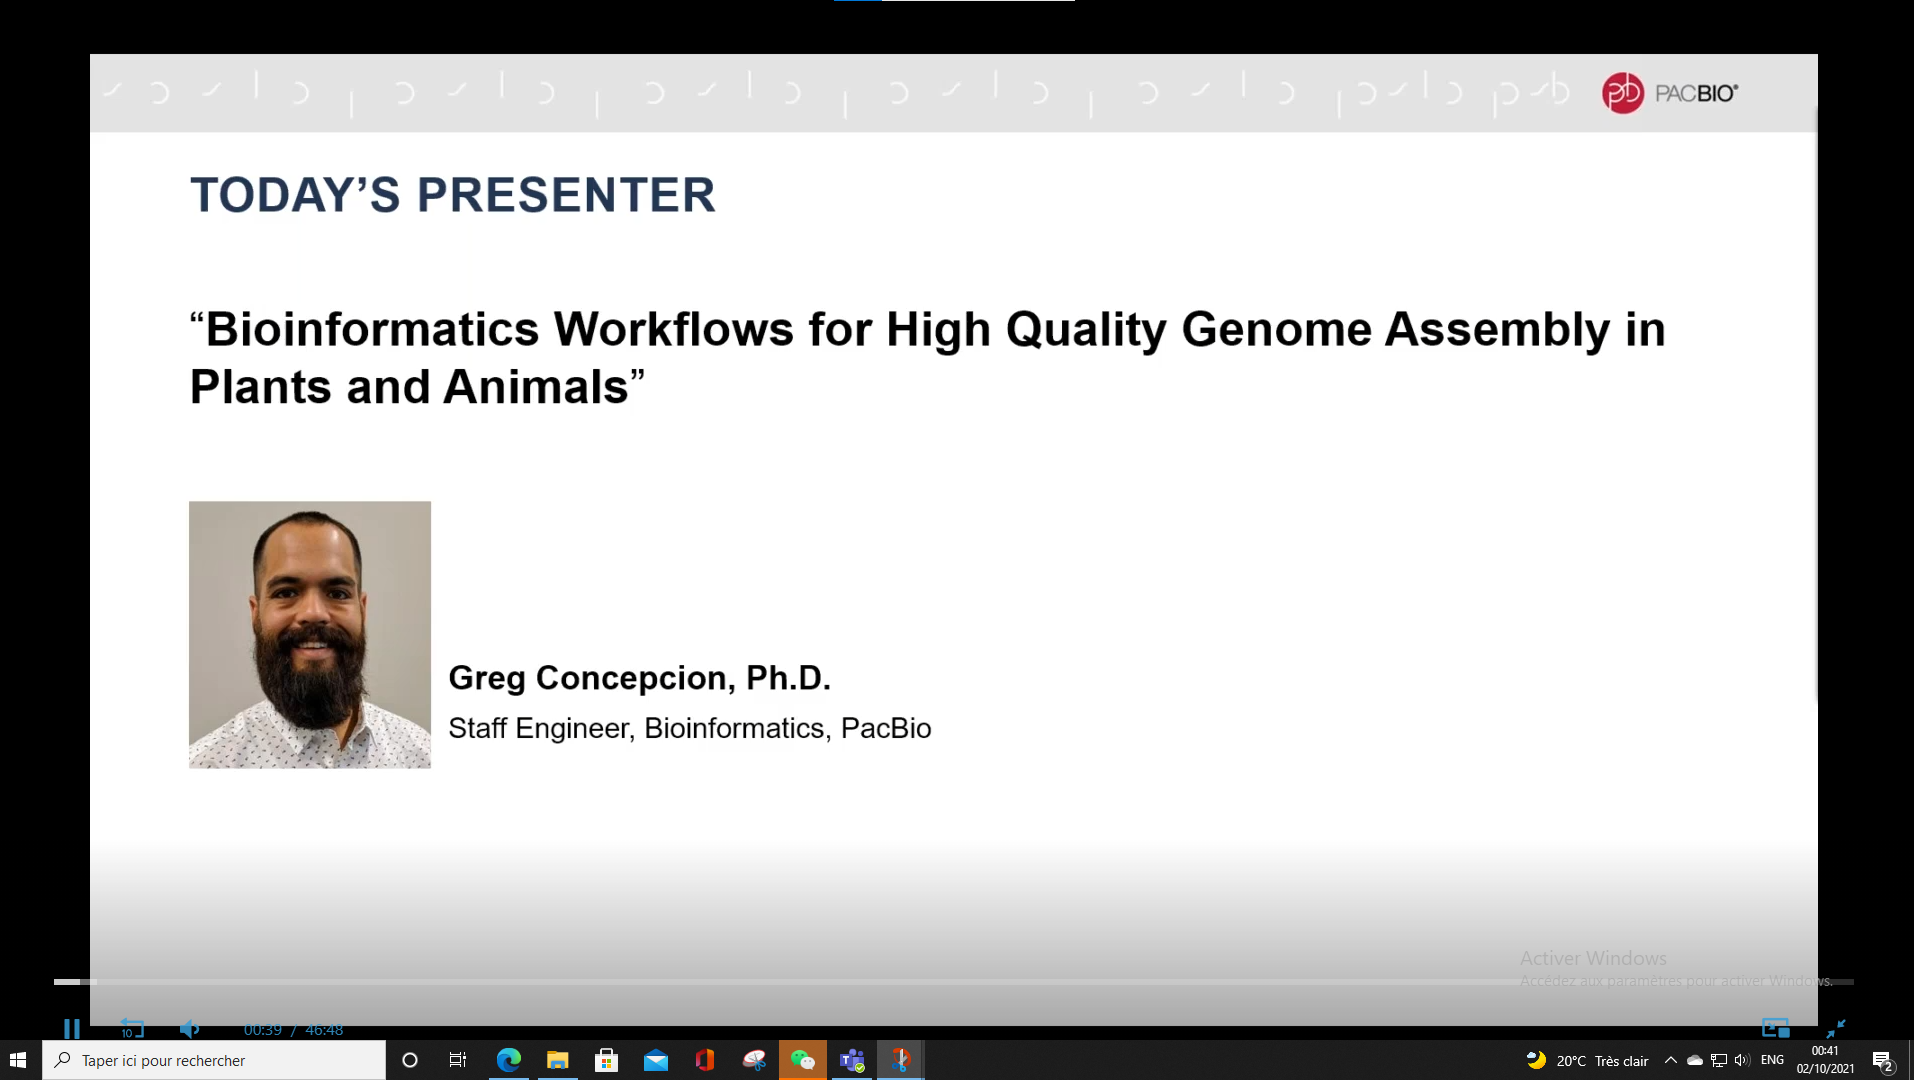 PACBIO®
TODAY’S PRESENTER
“Bioinformatics Workflows for High Quality Genome Assembly in
Plants and Animals”
Greg Concepcion, Ph.D.
Staff Engineer, Bioinformatics, PacBio
Activer Windows
Accédez aux paramètres pour activer Windows.
10
00:39 / 46:48
Taper ici pour rechercher
20°C Très clair
ENG
00:41
02/10/2021
2